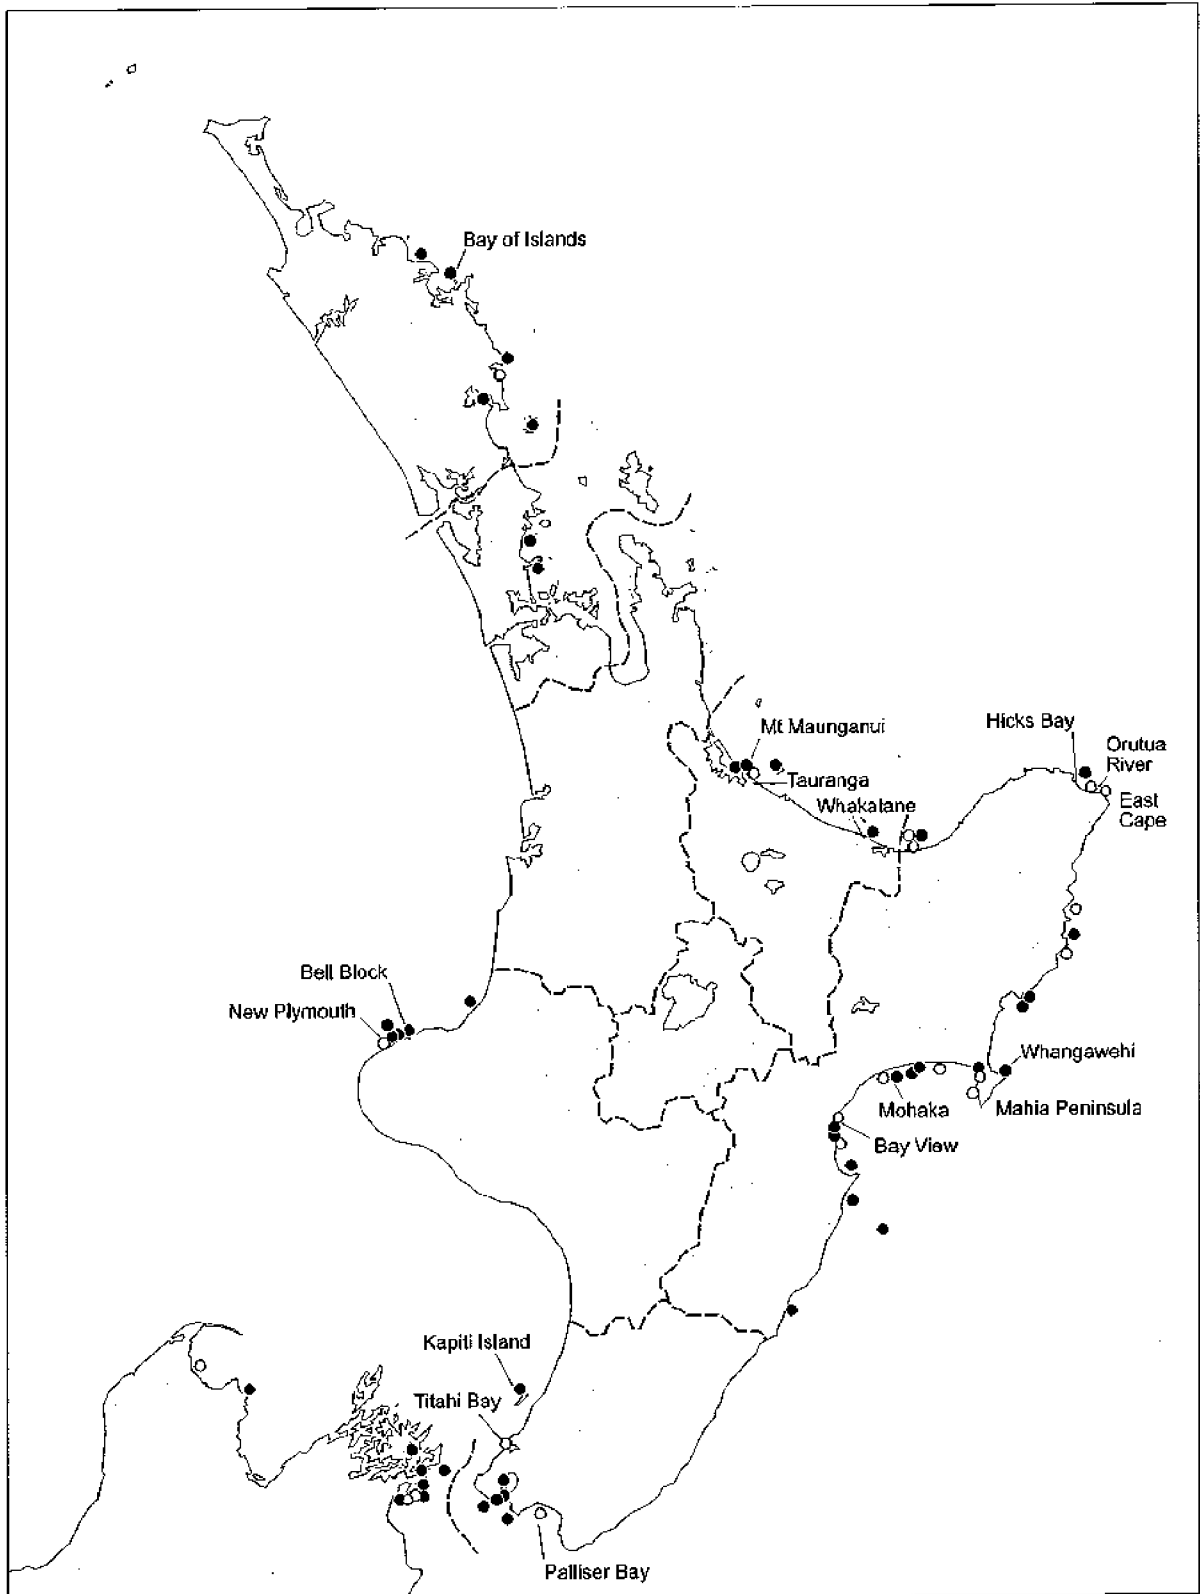 Bay of Islands
Mt Maunganui
Hicks Bay
Orutua
River
Tauranga
East
Cape
Whakatane
Bell Block
New Plymouth
Whangawehi
Mohaka
Mahia Peninsula
Bay View
Kapiti Island
Titahi Bay
Palliser Bay